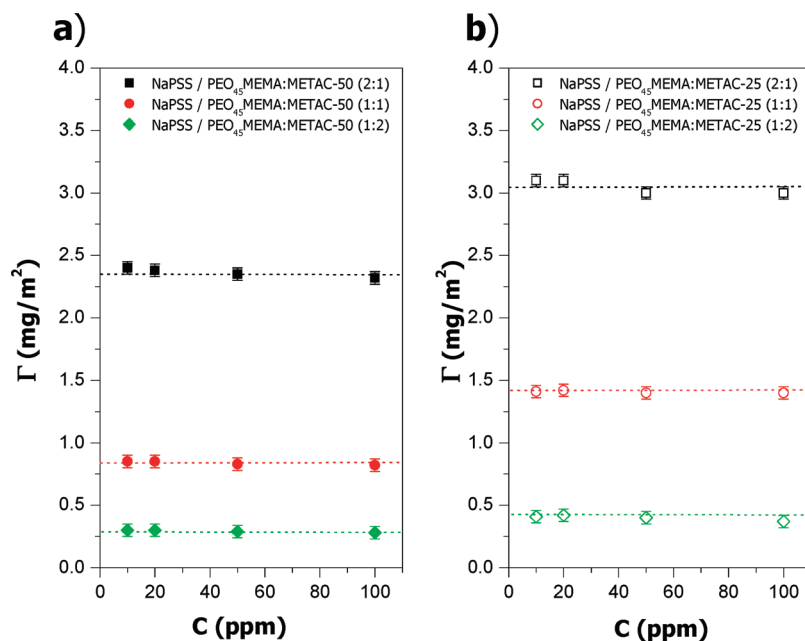 a)
4.0
3.5
3.0
2.5
2.0
1.5
1.0
0.5
0.0
Γ (mg/m²)
NaPSS / PEO₄₅MEMA:METAC-50 (2:1)
NaPSS / PEO₄₅MEMA:METAC-50 (1:1)
NaPSS / PEO₄₅MEMA:METAC-50 (1:2)
0 20 40 60 80 100
C (ppm)
b)
4.0
3.5
3.0
2.5
2.0
1.5
1.0
0.5
0.0
Γ (mg/m²)
NaPSS / PEO₄₅MEMA:METAC-25 (2:1)
NaPSS / PEO₄₅MEMA:METAC-25 (1:1)
NaPSS / PEO₄₅MEMA:METAC-25 (1:2)
0 20 40 60 80 100
C (ppm)